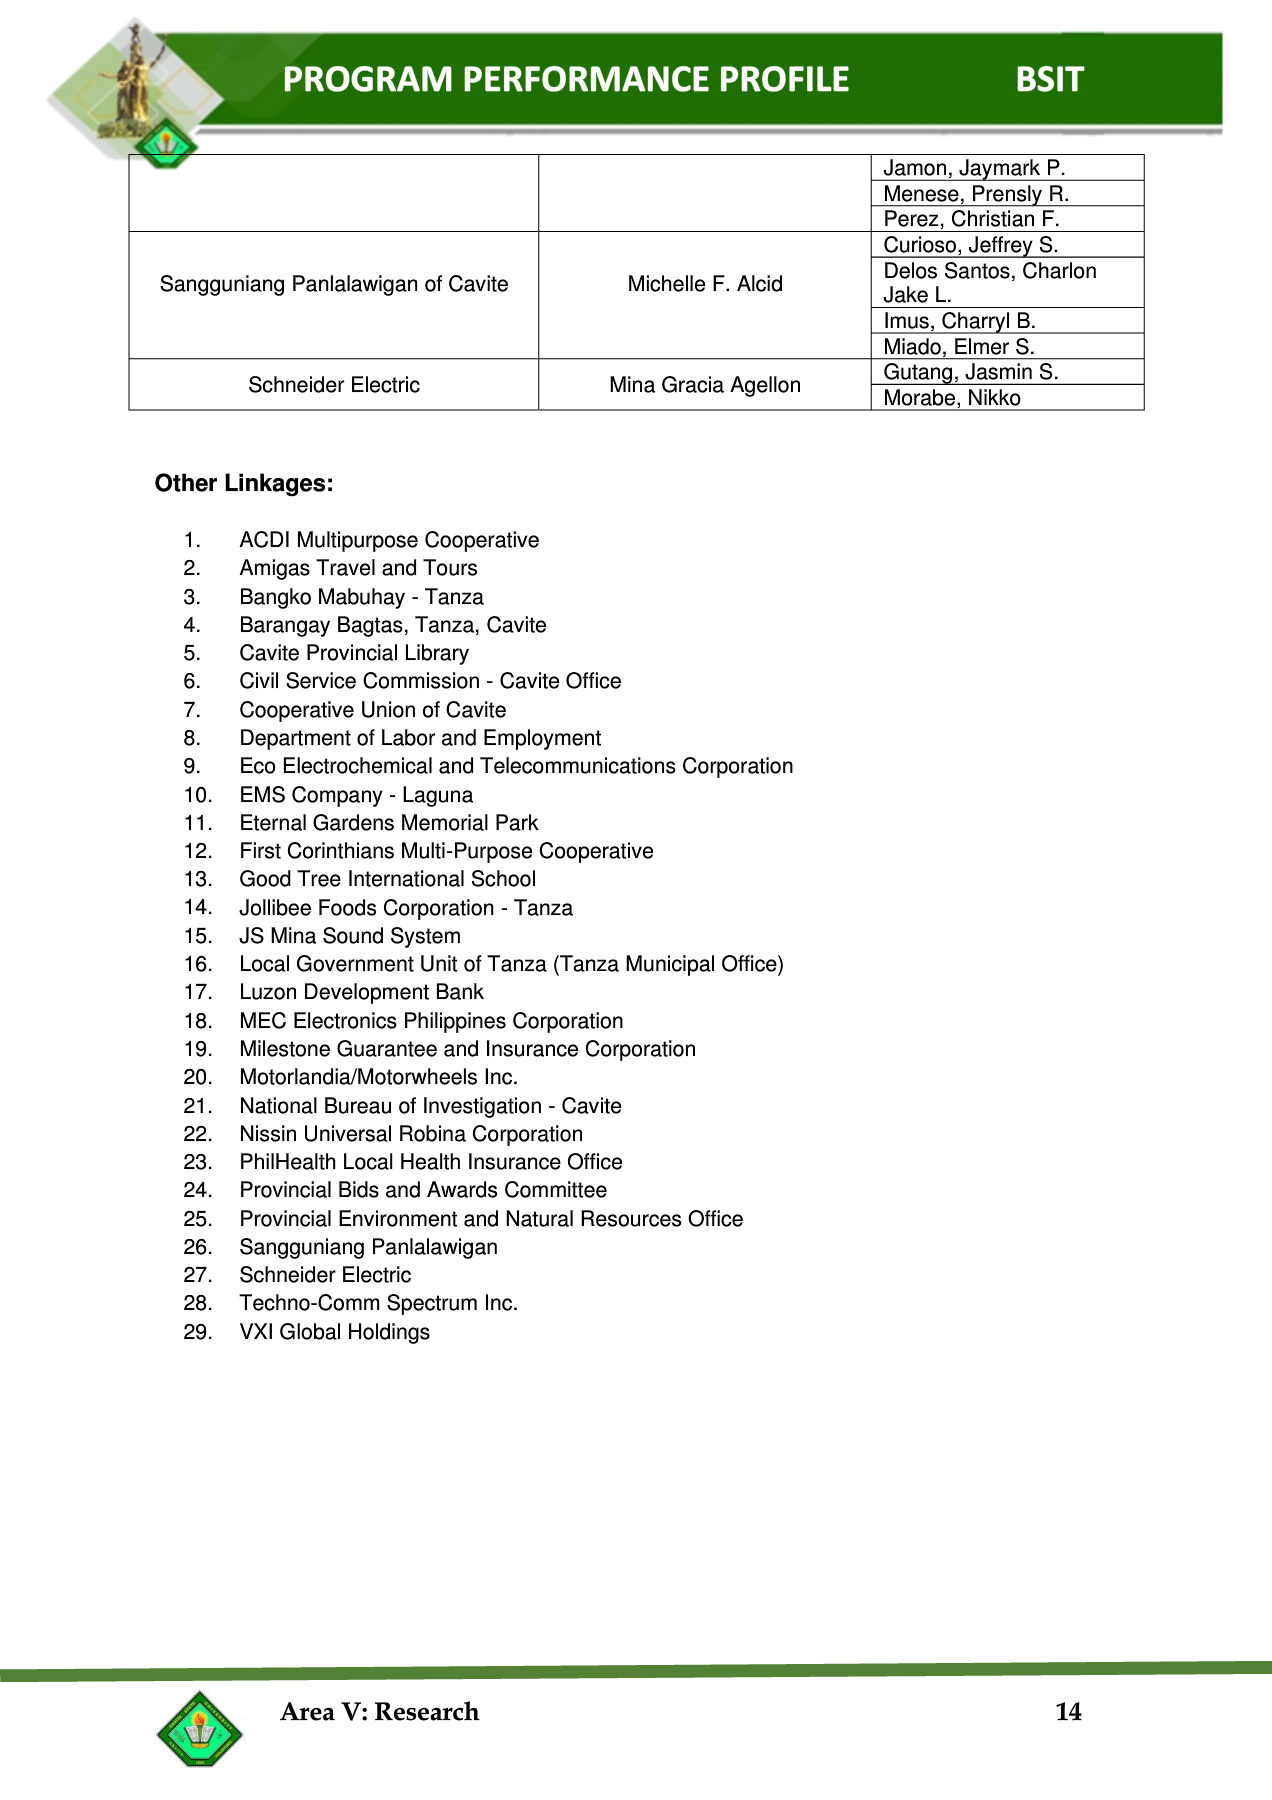 PROGRAM PERFORMANCE PROFILE BSIT
Jamon, Jaymark P.
Menese, Prensly R.
Perez, Christian F.
Sangguniang Panlalawigan of Cavite
Michelle F. Alcid
Curioso, Jeffrey S.
Delos Santos, Charlon
Jake L.
Imus, Charryl B.
Miado, Elmer S.
Schneider Electric
Mina Gracia Agellon
Gutang, Jasmin S.
Morabe, Nikko
Other Linkages:
1. ACDI Multipurpose Cooperative
2. Amigas Travel and Tours
3. Bangko Mabuhay - Tanza
4. Barangay Bagtas, Tanza, Cavite
5. Cavite Provincial Library
6. Civil Service Commission - Cavite Office
7. Cooperative Union of Cavite
8. Department of Labor and Employment
9. Eco Electrochemical and Telecommunications Corporation
10. EMS Company - Laguna
11. Eternal Gardens Memorial Park
12. First Corinthians Multi-Purpose Cooperative
13. Good Tree International School
14. Jollibee Foods Corporation - Tanza
15. JS Mina Sound System
16. Local Government Unit of Tanza (Tanza Municipal Office)
17. Luzon Development Bank
18. MEC Electronics Philippines Corporation
19. Milestone Guarantee and Insurance Corporation
20. Motorlandia/Motorwheels Inc.
21. National Bureau of Investigation - Cavite
22. Nissin Universal Robina Corporation
23. PhilHealth Local Health Insurance Office
24. Provincial Bids and Awards Committee
25. Provincial Environment and Natural Resources Office
26. Sangguniang Panlalawigan
27. Schneider Electric
28. Techno-Comm Spectrum Inc.
29. VXI Global Holdings
Area V: Research 14